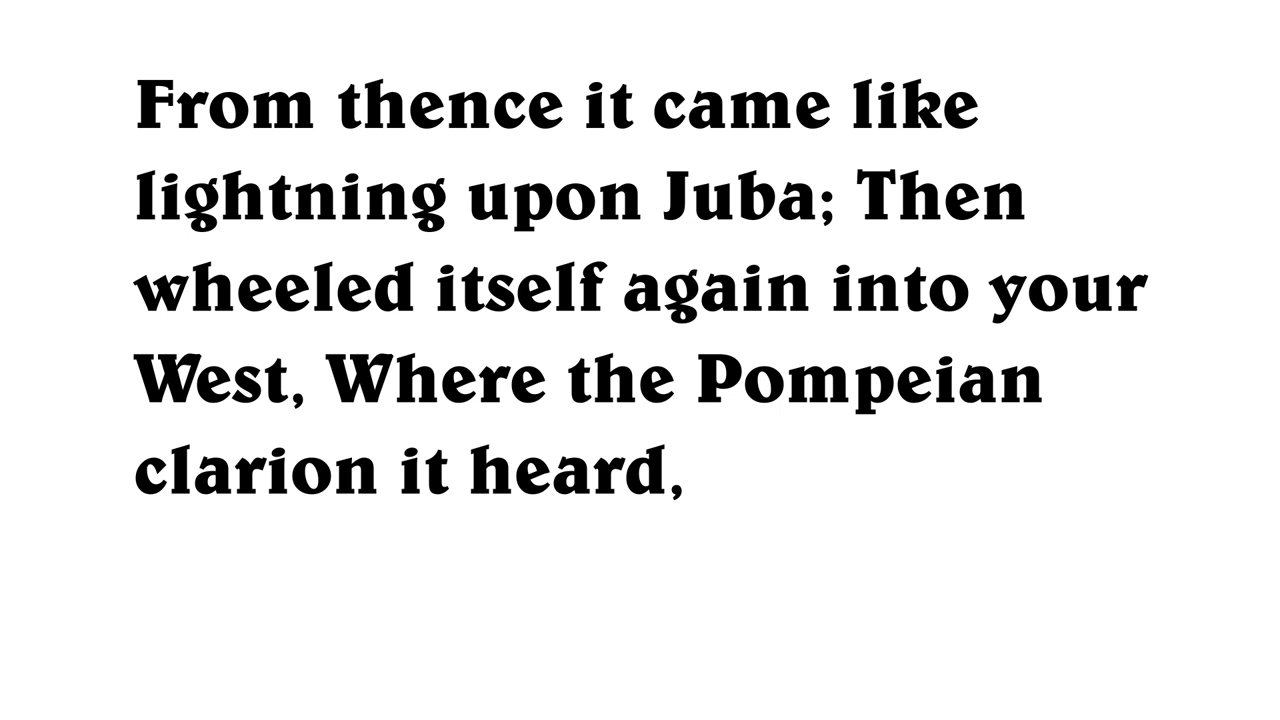 From thence it came like
lightning upon Juba; Then
wheeled itself again into your
West, Where the Pompeian
clarion it heard,